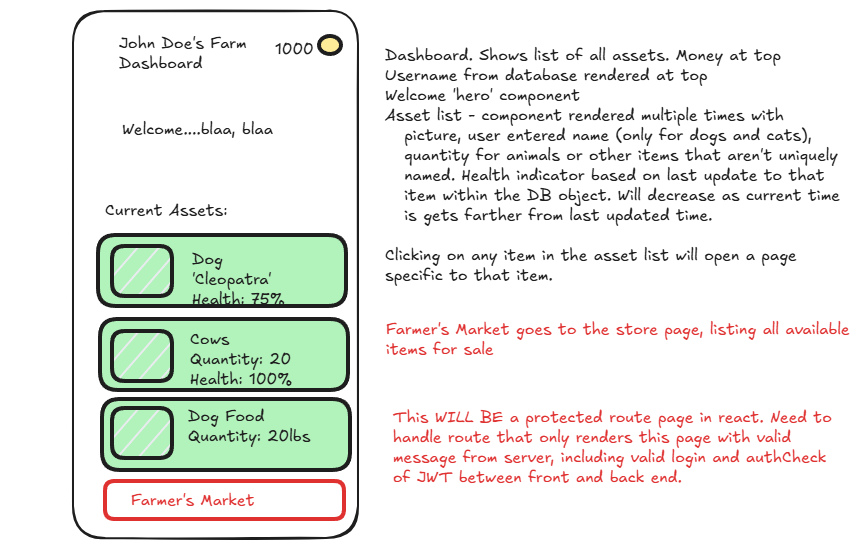 John Doe's Farm
Dashboard
1000
Welcome....blaa, blaa
Current Assets:
Dog
'Cleopatra'
Health: 75%
Cows
Quantity: 20
Health: 100%
Dog Food
Quantity: 20lbs
Farmer's Market
Dashboard. Shows list of all assets. Money at top
Username from database rendered at top
Welcome 'hero' component
Asset list - component rendered multiple times with
picture, user entered name (only for dogs and cats),
quantity for animals or other items that aren't uniquely
named. Health indicator based on last update to that
item within the DB object. Will decrease as current time
is gets farther from last updated time.
Clicking on any item in the asset list will open a page
specific to that item.
Farmer's Market goes to the store page, listing all available
items for sale
This WILL BE a protected route page in react. Need to
handle route that only renders this page with valid
message from server, including valid login and authCheck
of JWT between front and back end.